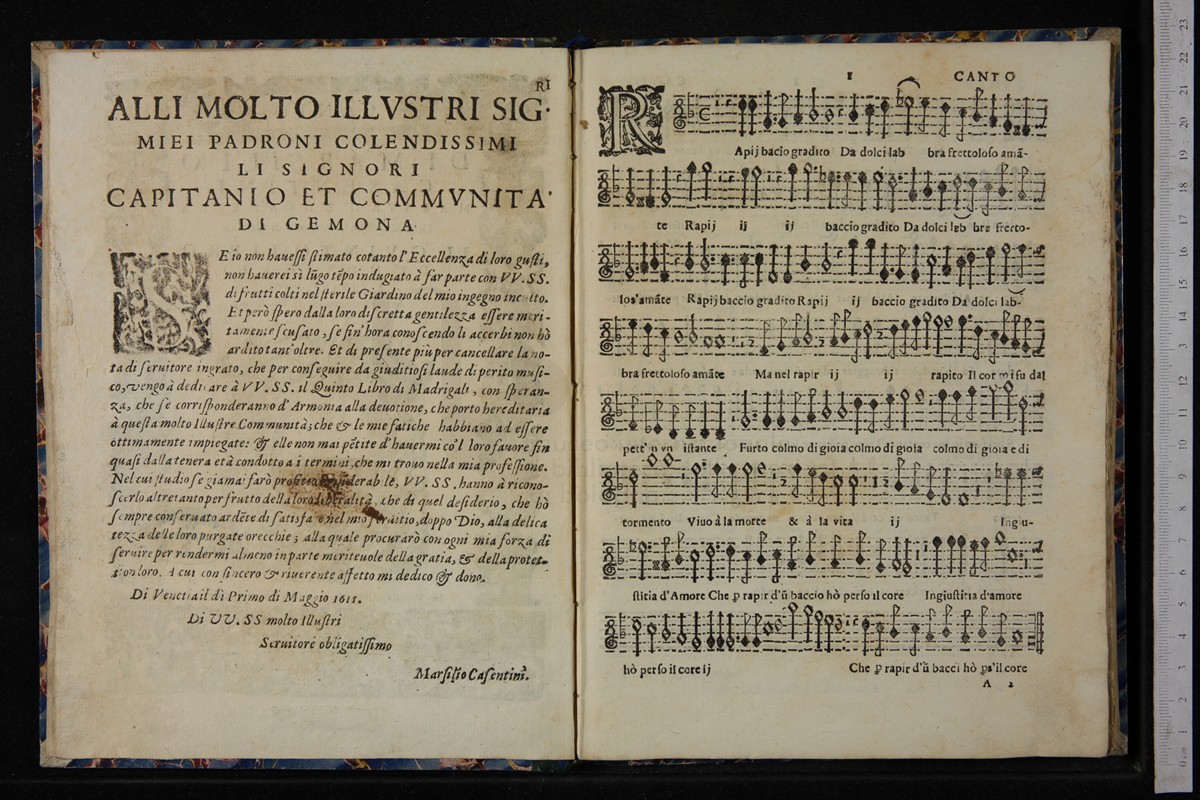 RI
ALLI MOLTO ILLVSTRI SIG.
MIEI PADRONI COLENDISSIMI
LI SIGNORI
CAPITANIO ET COMMVNITA'
DI GEMONA.
SE io non hauessi stimato cotanto l'Eccellenza di loro gusti,
non hauerei sì lũgo tẽpo indugiato à far parte con VV. SS.
di frutti colti nel sterile Giardino del mio ingegno inculto.
Et però spero dalla loro discretta gentilezza essere meri-
tamente scusato, se fin' hora conoscendo li accerbi non hò
ardito tant'oltre. Et di presente più per cancellare la no-
ta di seruitore ingrato, che per conseguire da giuditiosi laude di perito musi-
co, vengo à dedicare à VV. SS. il Quinto Libro di Madrigali, con speran-
za, che se corrisponderanno d'Armonia alla deuotione, che porto hereditaria
à questa molto Illustre Communità; che & le mie fatiche habbiano ad essere
ottimamente impiegate: & elle non mai pẽtite d'hauermi co'l loro fauore fin
quasi dalla tenera età condotto a i termini, che mi trouo nella mia professione.
Nel cui studio se giamai farò profitto considerabile, VV. SS. hanno à ricono-
scerlo altretanto per frutto della loro liberalità, che di quel desiderio, che hò
sempre conseruato ardẽte di satisfa e nel mio seruitio, doppo Dio, alla delica
tezza delle loro purgate orecchie; alla quale procurarò con ogni mia forza di
seruire per rendermi almeno in parte meriteuole della gratia, & della protet-
tion loro. A cui con sincero & riuerente affetto mi dedico & dono.
Di Venetia il dì Primo di Maggio 1611.
Di VV. SS molto Illustri
Seruitore obligatissimo
Marsilio Casentini.
1 CANTO
RApij bacio gradito Da dolci lab bra frettoloso amã-
te Rapij ij ij baccio gradito Da dolci lab bre fretto-
los'amãte Rapij baccio gradito Rapij ij baccio gradito Da dolci lab-
bra frettoloso amãte Ma nel rapir ij ij rapito Il cor mi fu dal
pett' n vn istante. Furto colmo di gioia colmo di gioia colmo di gioia e di
tormento Viuo à la morte & à la vita ij Ingiu-
stitia d'Amore Che ꝑ rapir d'ũ baccio hò perso il core Ingiustitia d'amore
hò perso il core ij Che ꝑ rapir d'ũ bacci hò ꝑs'il core
A 2